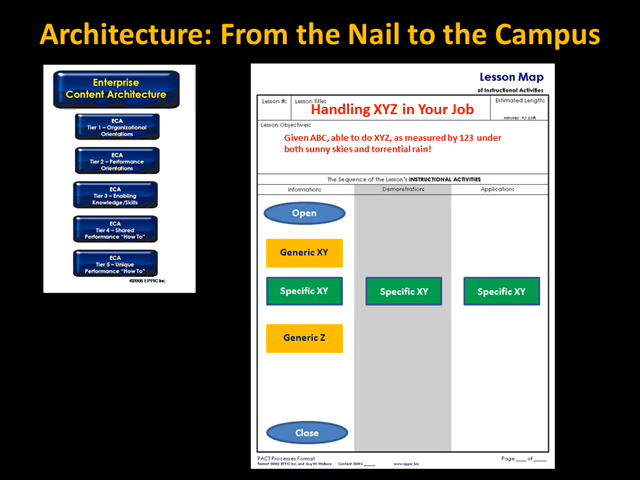 Architecture: From the Nail to the Campus
Enterprise
Content Architecture
ECA
Tier 1 – Organizational
Orientations
ECA
Tier 2 – Performance
Orientations
ECA
Tier 3 – Enabling
Knowledge/Skills
ECA
Tier 4 – Shared
Performance "How To"
ECA
Tier 5 – Unique
Performance "How To"
Lesson Map
of Instructional Activities
Lesson #:
Lesson Title:
Estimated Length:
Handling XYZ in Your Job
Lesson Objectives:
Given ABC, able to do XYZ, as measured by 123 under
both sunny skies and torrential rain!
The Sequence of the Lesson's INSTRUCTIONAL ACTIVITIES
Information:
Demonstrations:
Applications:
Open
Generic XY
Specific XY
Specific XY
Specific XY
Generic Z
Close
PACT Processes Format
Page ___ of ___